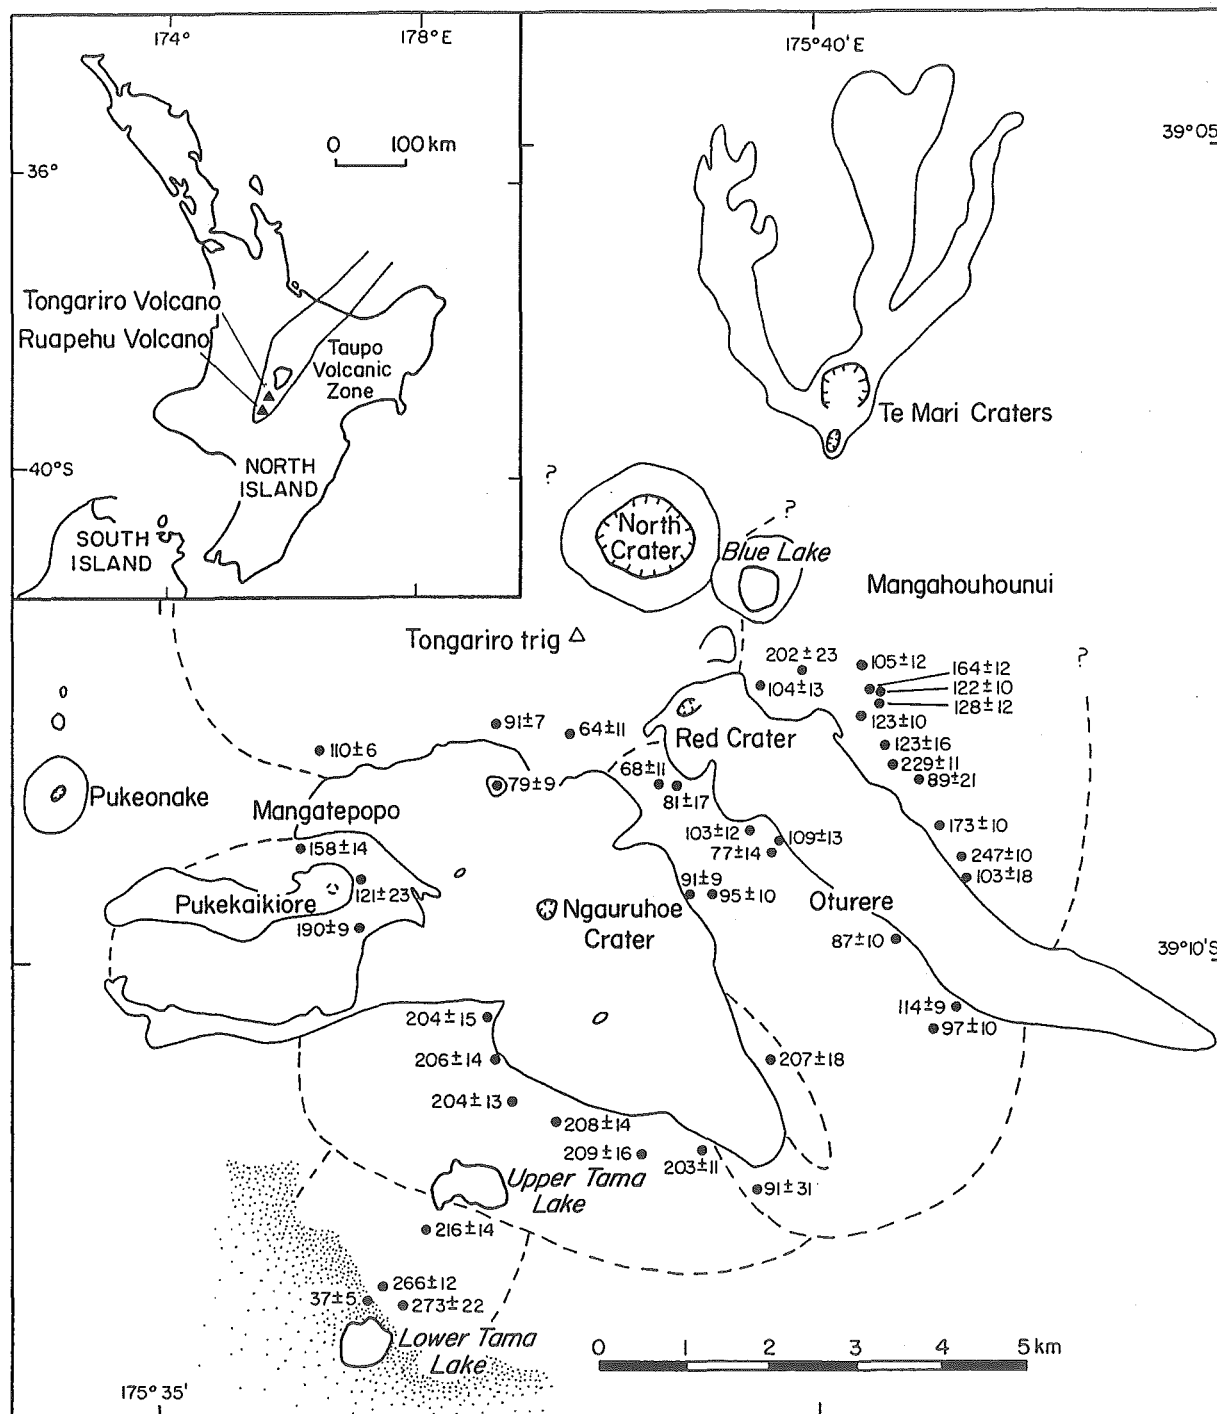 174°
178°E
175°40'E
39°05
0 100 km
36°
Tongariro Volcano
Ruapehu Volcano
Taupo
Volcanic
Zone
Te Mari Craters
40°S
NORTH
ISLAND
SOUTH
ISLAND
?
North
Crater
?
Blue Lake
Mangahouhounui
Tongariro trig
202±23
105±12
?
164±12
122±10
104±13
128±12
123±10
91±7
64±11
Red Crater
123±16
110±6
229±11
68±11
89±21
79±9
81±17
Pukeonake
Mangatepopo
173±10
103±12
109±13
158±14
77±14
247±10
103±18
91±9
95±10
121±23
Pukekaikiore
Ngauruhoe
Crater
Oturere
190±9
87±10
39°10'S
114±9
97±10
204±15
206±14
207±18
204±13
208±14
209±16
203±11
Upper Tama
Lake
91±31
216±14
266±12
37±5
273±22
Lower Tama
Lake
0 1 2 3 4 5 km
175°35'